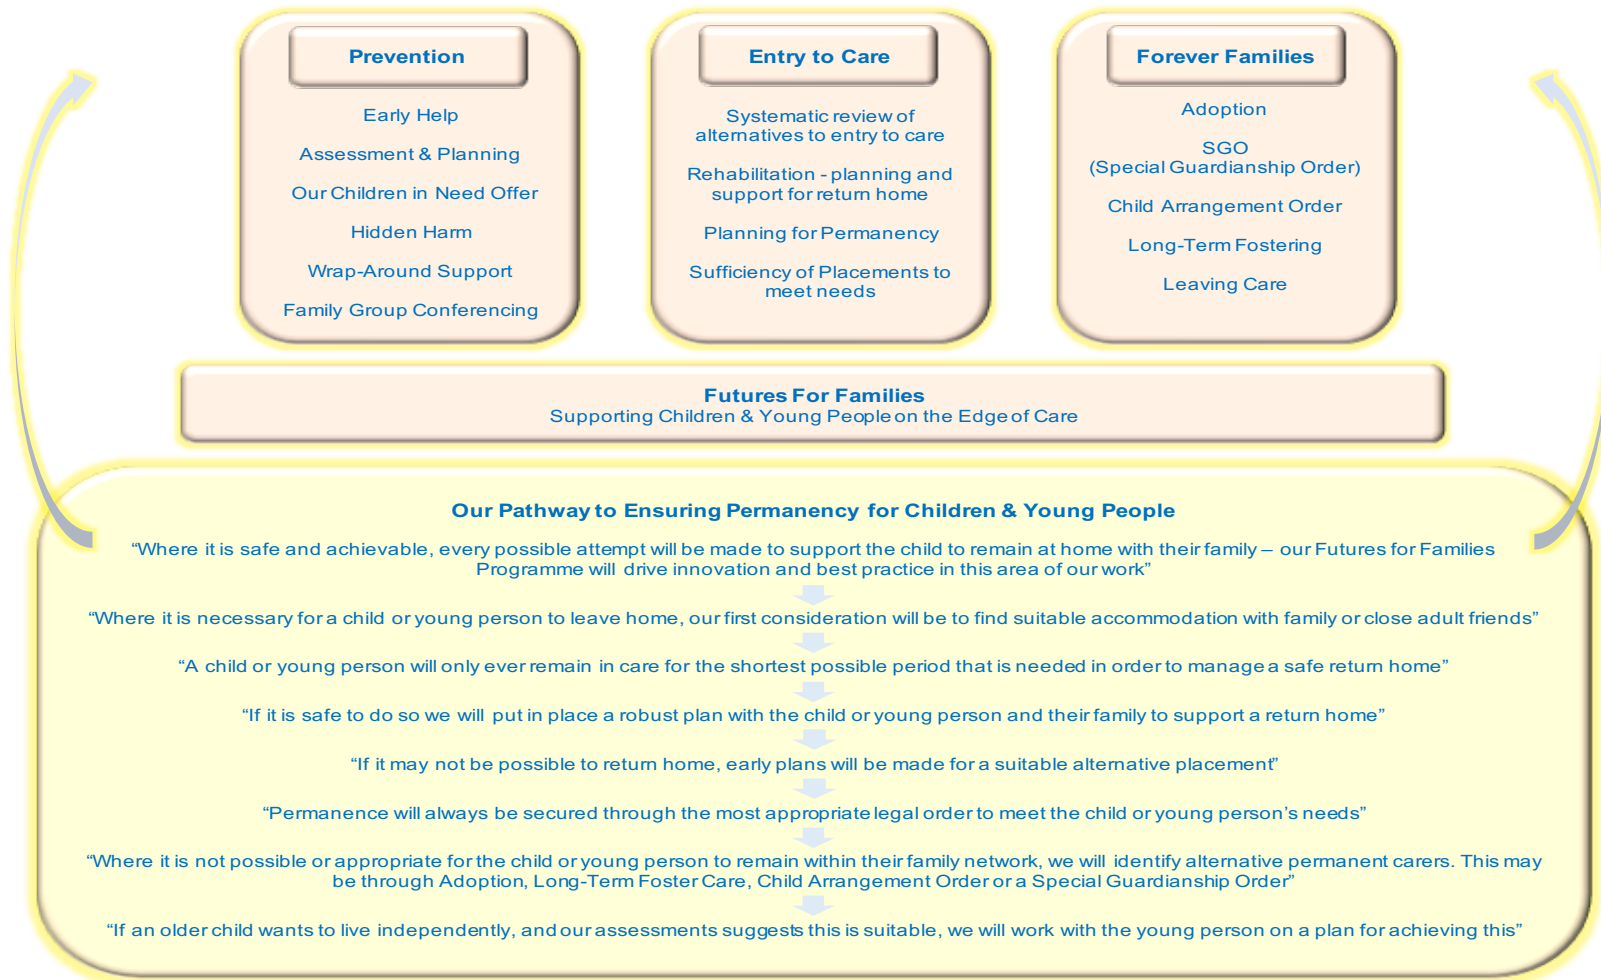 Prevention
Early Help
Assessment & Planning
Our Children in Need Offer
Hidden Harm
Wrap-Around Support
Family Group Conferencing
Entry to Care
Systematic review of
alternatives to entry to care
Rehabilitation - planning and
support for return home
Planning for Permanency
Sufficiency of Placements to
meet needs
Forever Families
Adoption
SGO
(Special Guardianship Order)
Child Arrangement Order
Long-Term Fostering
Leaving Care
Futures For Families
Supporting Children & Young People on the Edge of Care
Our Pathway to Ensuring Permanency for Children & Young People
“Where it is safe and achievable, every possible attempt will be made to support the child to remain at home with their family – our Futures for Families
Programme will drive innovation and best practice in this area of our work”
“Where it is necessary for a child or young person to leave home, our first consideration will be to find suitable accommodation with family or close adult friends”
“A child or young person will only ever remain in care for the shortest possible period that is needed in order to manage a safe return home”
“If it is safe to do so we will put in place a robust plan with the child or young person and their family to support a return home”
“If it may not be possible to return home, early plans will be made for a suitable alternative placement”
“Permanence will always be secured through the most appropriate legal order to meet the child or young person’s needs”
“Where it is not possible or appropriate for the child or young person to remain within their family network, we will identify alternative permanent carers. This may
be through Adoption, Long-Term Foster Care, Child Arrangement Order or a Special Guardianship Order”
“If an older child wants to live independently, and our assessments suggests this is suitable, we will work with the young person on a plan for achieving this”